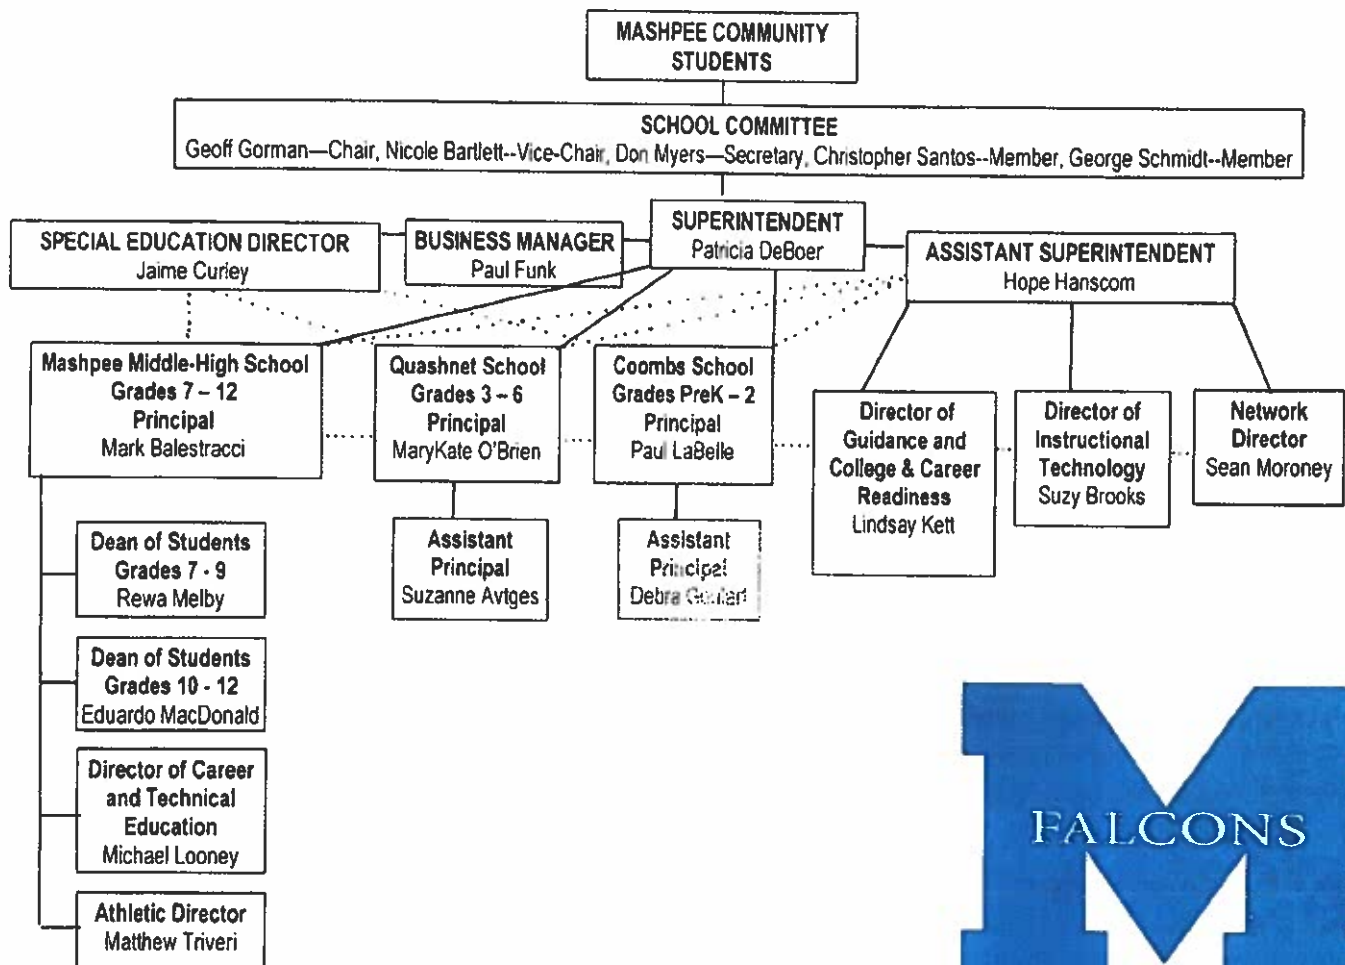 MASHPEE COMMUNITY
STUDENTS
SCHOOL COMMITTEE
Geoff Gorman—Chair, Nicole Bartlett--Vice-Chair, Don Myers—Secretary, Christopher Santos--Member, George Schmidt--Member
SUPERINTENDENT
Patricia DeBoer
SPECIAL EDUCATION DIRECTOR
Jaime Curley
BUSINESS MANAGER
Paul Funk
ASSISTANT SUPERINTENDENT
Hope Hanscom
Mashpee Middle-High School
Grades 7 – 12
Principal
Mark Balestracci
Quashnet School
Grades 3 – 6
Principal
MaryKate O'Brien
Coombs School
Grades PreK – 2
Principal
Paul LaBelle
Director of
Guidance and
College & Career
Readiness
Lindsay Kett
Director of
Instructional
Technology
Suzy Brooks
Network
Director
Sean Moroney
Dean of Students
Grades 7 - 9
Rewa Melby
Assistant
Principal
Suzanne Avtges
Assistant
Principal
Debra
Dean of Students
Grades 10 - 12
Eduardo MacDonald
Director of Career
and Technical
Education
Michael Looney
Athletic Director
Matthew Triveri
FALCONS